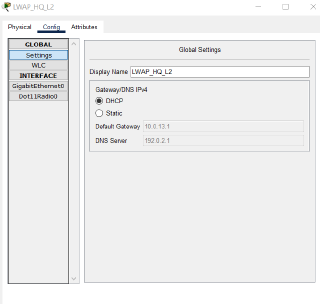 LWAP_HQ_L2
Physical Config Attributes
GLOBAL
Settings
WLC
INTERFACE
GigabitEthernet0
Dot11Radio0
Global Settings
Display Name LWAP_HQ_L2
Gateway/DNS IPv4
DHCP
Static
Default Gateway 10.0.13.1
DNS Server 192.0.2.1